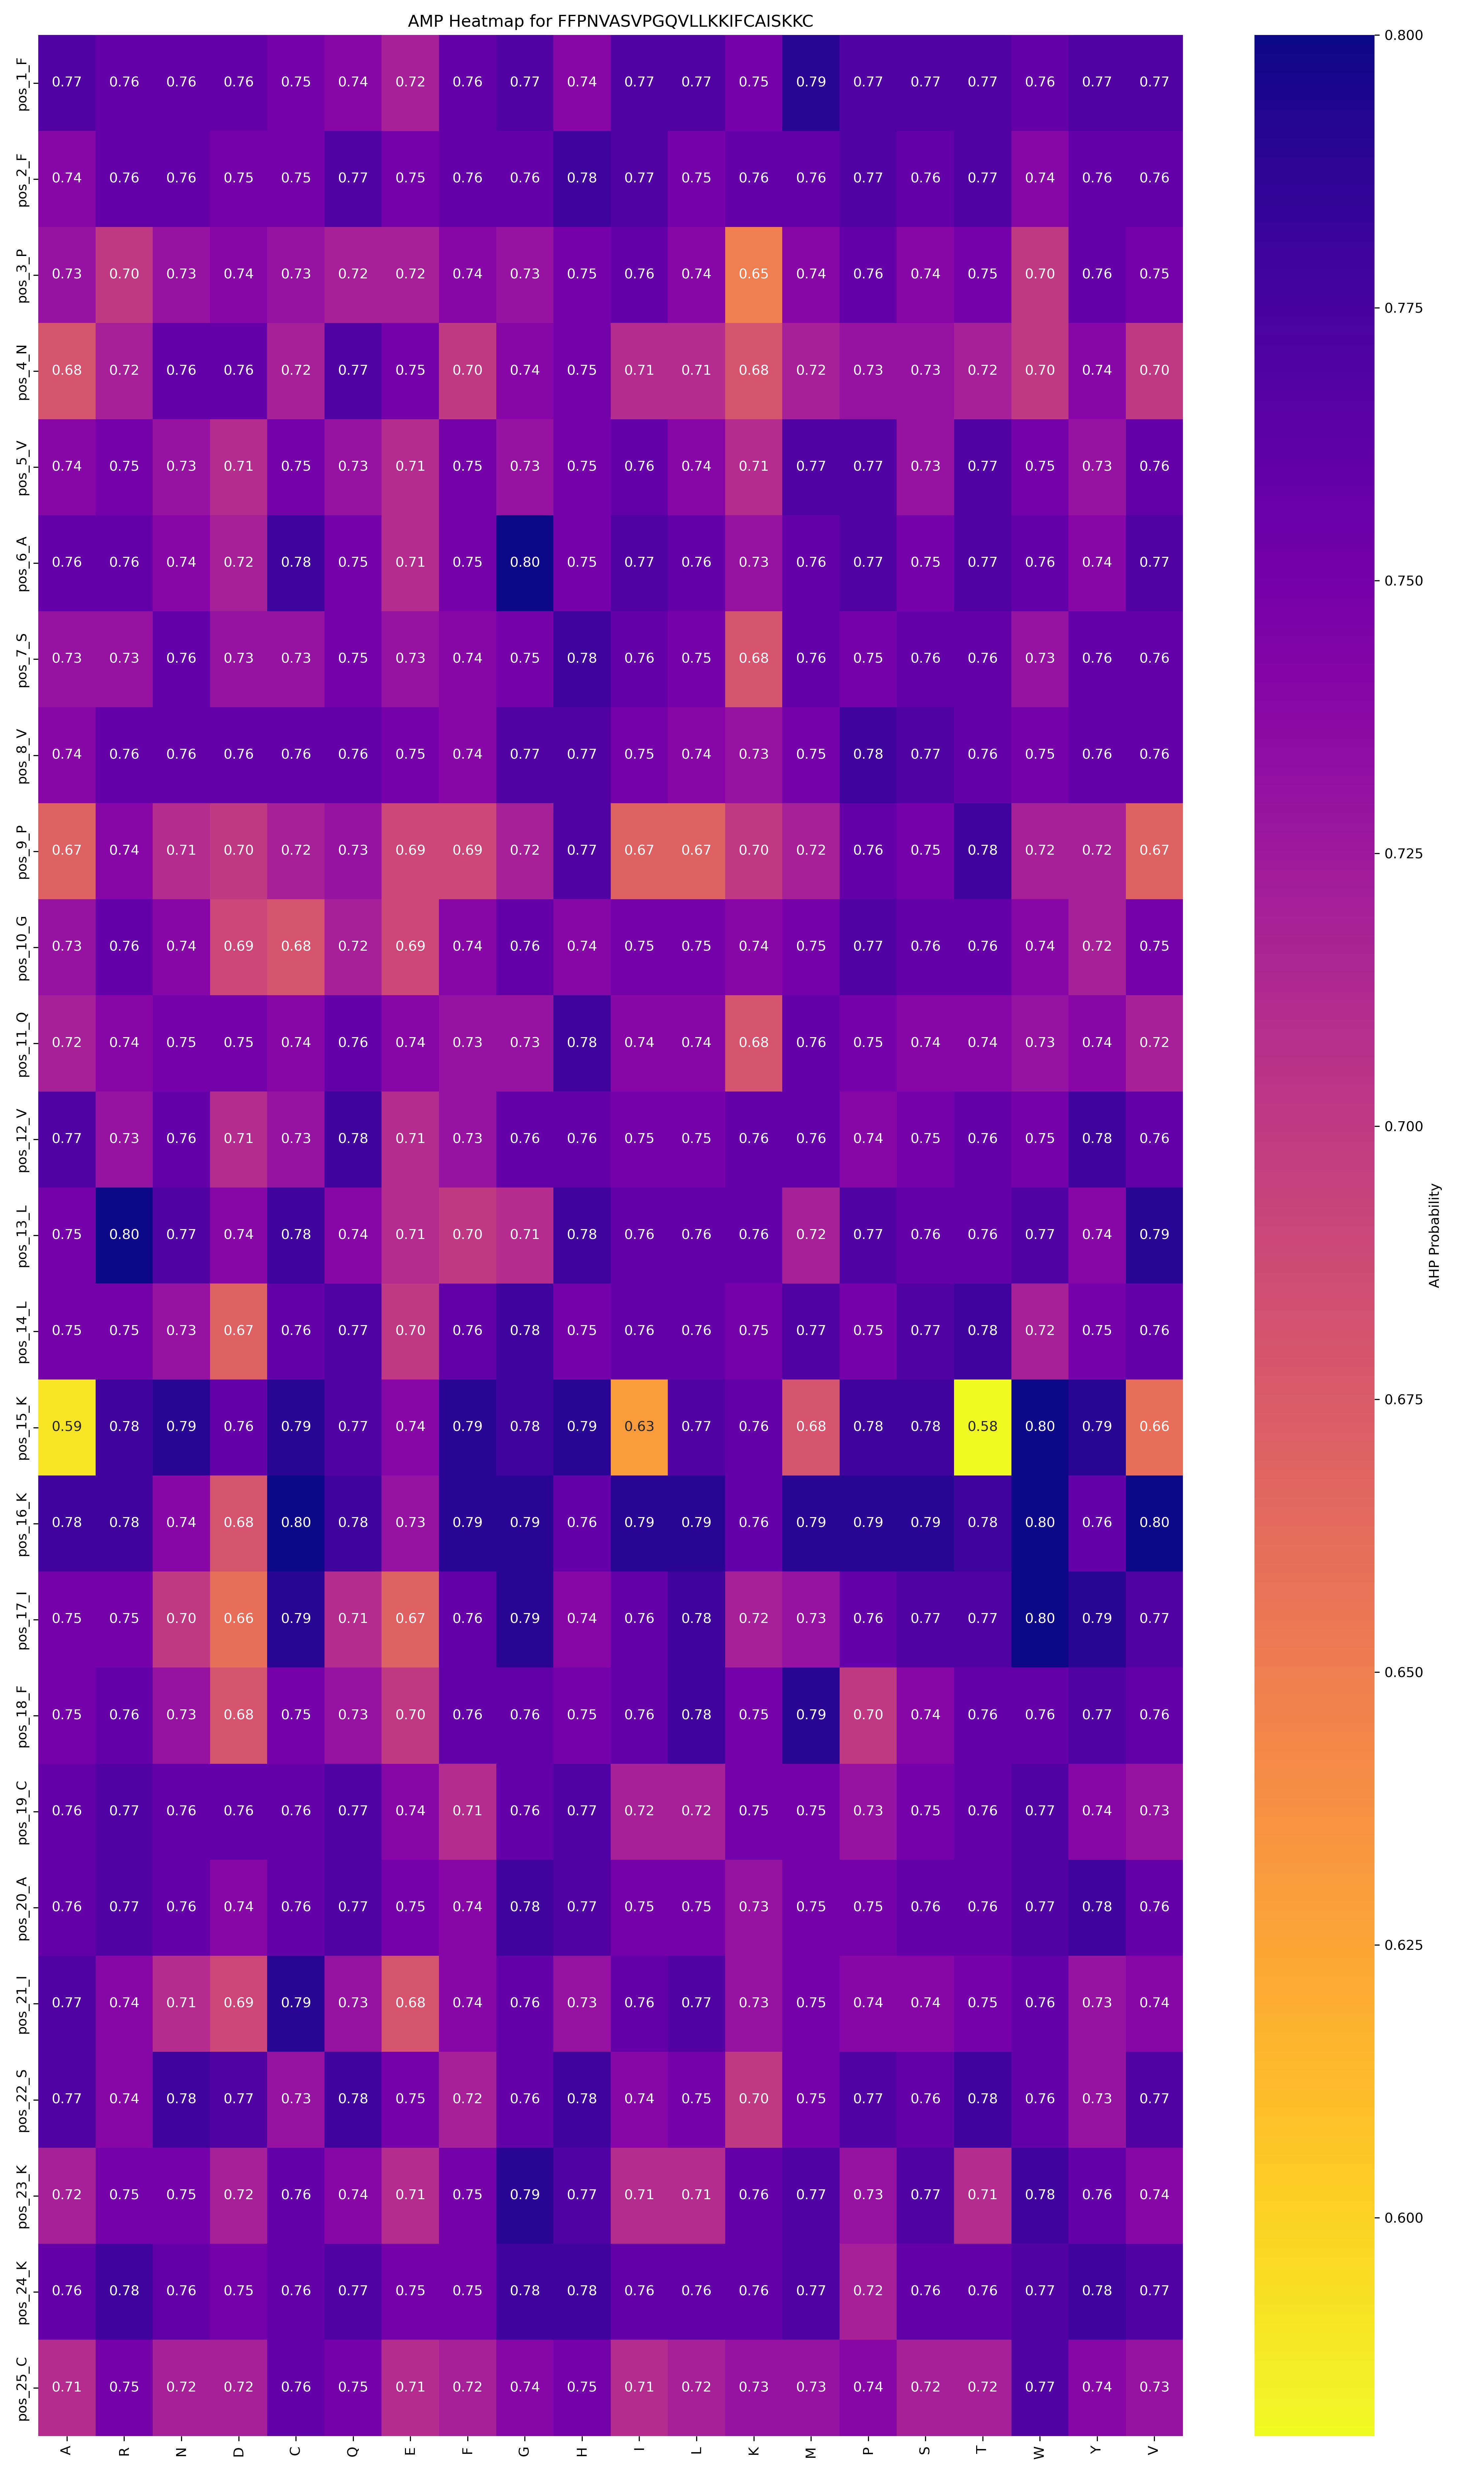 AMP Heatmap for FFPNVASVPGQVLLKKIFCAISKKC
pos_1_F 0.77 0.76 0.76 0.76 0.75 0.74 0.72 0.76 0.77 0.74 0.77 0.77 0.75 0.79 0.77 0.77 0.77 0.76 0.77 0.77
pos_2_F 0.74 0.76 0.76 0.75 0.75 0.77 0.75 0.76 0.76 0.78 0.77 0.75 0.76 0.76 0.77 0.76 0.77 0.74 0.76 0.76
pos_3_P 0.73 0.70 0.73 0.74 0.73 0.72 0.72 0.74 0.73 0.75 0.76 0.74 0.65 0.74 0.76 0.74 0.75 0.70 0.76 0.75
pos_4_N 0.68 0.72 0.76 0.76 0.72 0.77 0.75 0.70 0.74 0.75 0.71 0.71 0.68 0.72 0.73 0.73 0.72 0.70 0.74 0.70
pos_5_V 0.74 0.75 0.73 0.71 0.75 0.73 0.71 0.75 0.73 0.75 0.76 0.74 0.71 0.77 0.77 0.73 0.77 0.75 0.73 0.76
pos_6_A 0.76 0.76 0.74 0.72 0.78 0.75 0.71 0.75 0.80 0.75 0.77 0.76 0.73 0.76 0.77 0.75 0.77 0.76 0.74 0.77
pos_7_S 0.73 0.73 0.76 0.73 0.73 0.75 0.73 0.74 0.75 0.78 0.76 0.75 0.68 0.76 0.75 0.76 0.76 0.73 0.76 0.76
pos_8_V 0.74 0.76 0.76 0.76 0.76 0.76 0.75 0.74 0.77 0.77 0.75 0.74 0.73 0.75 0.78 0.77 0.76 0.75 0.76 0.76
pos_9_P 0.67 0.74 0.71 0.70 0.72 0.73 0.69 0.69 0.72 0.77 0.67 0.67 0.70 0.72 0.76 0.75 0.78 0.72 0.72 0.67
pos_10_G 0.73 0.76 0.74 0.69 0.68 0.72 0.69 0.74 0.76 0.74 0.75 0.75 0.74 0.75 0.77 0.76 0.76 0.74 0.72 0.75
pos_11_Q 0.72 0.74 0.75 0.75 0.74 0.76 0.74 0.73 0.73 0.78 0.74 0.74 0.68 0.76 0.75 0.74 0.74 0.73 0.74 0.72
pos_12_V 0.77 0.73 0.76 0.71 0.73 0.78 0.71 0.73 0.76 0.76 0.75 0.75 0.76 0.76 0.74 0.75 0.76 0.75 0.78 0.76
pos_13_L 0.75 0.80 0.77 0.74 0.78 0.74 0.71 0.70 0.71 0.78 0.76 0.76 0.76 0.72 0.77 0.76 0.76 0.77 0.74 0.79
pos_14_L 0.75 0.75 0.73 0.67 0.76 0.77 0.70 0.76 0.78 0.75 0.76 0.76 0.75 0.77 0.75 0.77 0.78 0.72 0.75 0.76
pos_15_K 0.59 0.78 0.79 0.76 0.79 0.77 0.74 0.79 0.78 0.79 0.63 0.77 0.76 0.68 0.78 0.78 0.58 0.80 0.79 0.66
pos_16_K 0.78 0.78 0.74 0.68 0.80 0.78 0.73 0.79 0.79 0.76 0.79 0.79 0.76 0.79 0.79 0.79 0.78 0.80 0.76 0.80
pos_17_I 0.75 0.75 0.70 0.66 0.79 0.71 0.67 0.76 0.79 0.74 0.76 0.78 0.72 0.73 0.76 0.77 0.77 0.80 0.79 0.77
pos_18_F 0.75 0.76 0.73 0.68 0.75 0.73 0.70 0.76 0.76 0.75 0.76 0.78 0.75 0.79 0.70 0.74 0.76 0.76 0.77 0.76
pos_19_C 0.76 0.77 0.76 0.76 0.76 0.77 0.74 0.71 0.76 0.77 0.72 0.72 0.75 0.75 0.73 0.75 0.76 0.77 0.74 0.73
pos_20_A 0.76 0.77 0.76 0.74 0.76 0.77 0.75 0.74 0.78 0.77 0.75 0.75 0.73 0.75 0.75 0.76 0.76 0.77 0.78 0.76
pos_21_I 0.77 0.74 0.71 0.69 0.79 0.73 0.68 0.74 0.76 0.73 0.76 0.77 0.73 0.75 0.74 0.74 0.75 0.76 0.73 0.74
pos_22_S 0.77 0.74 0.78 0.77 0.73 0.78 0.75 0.72 0.76 0.78 0.74 0.75 0.70 0.75 0.77 0.76 0.78 0.76 0.73 0.77
pos_23_K 0.72 0.75 0.75 0.72 0.76 0.74 0.71 0.75 0.79 0.77 0.71 0.71 0.76 0.77 0.73 0.77 0.71 0.78 0.76 0.74
pos_24_K 0.76 0.78 0.76 0.75 0.76 0.77 0.75 0.75 0.78 0.78 0.76 0.76 0.76 0.77 0.72 0.76 0.76 0.77 0.78 0.77
pos_25_C 0.71 0.75 0.72 0.72 0.76 0.75 0.71 0.72 0.74 0.75 0.71 0.72 0.73 0.73 0.74 0.72 0.72 0.77 0.74 0.73
A R N D C Q E F G H I L K M P S T W Y V
0.800
0.775
0.750
0.725
0.700
0.675
0.650
0.625
0.600
AHP Probability